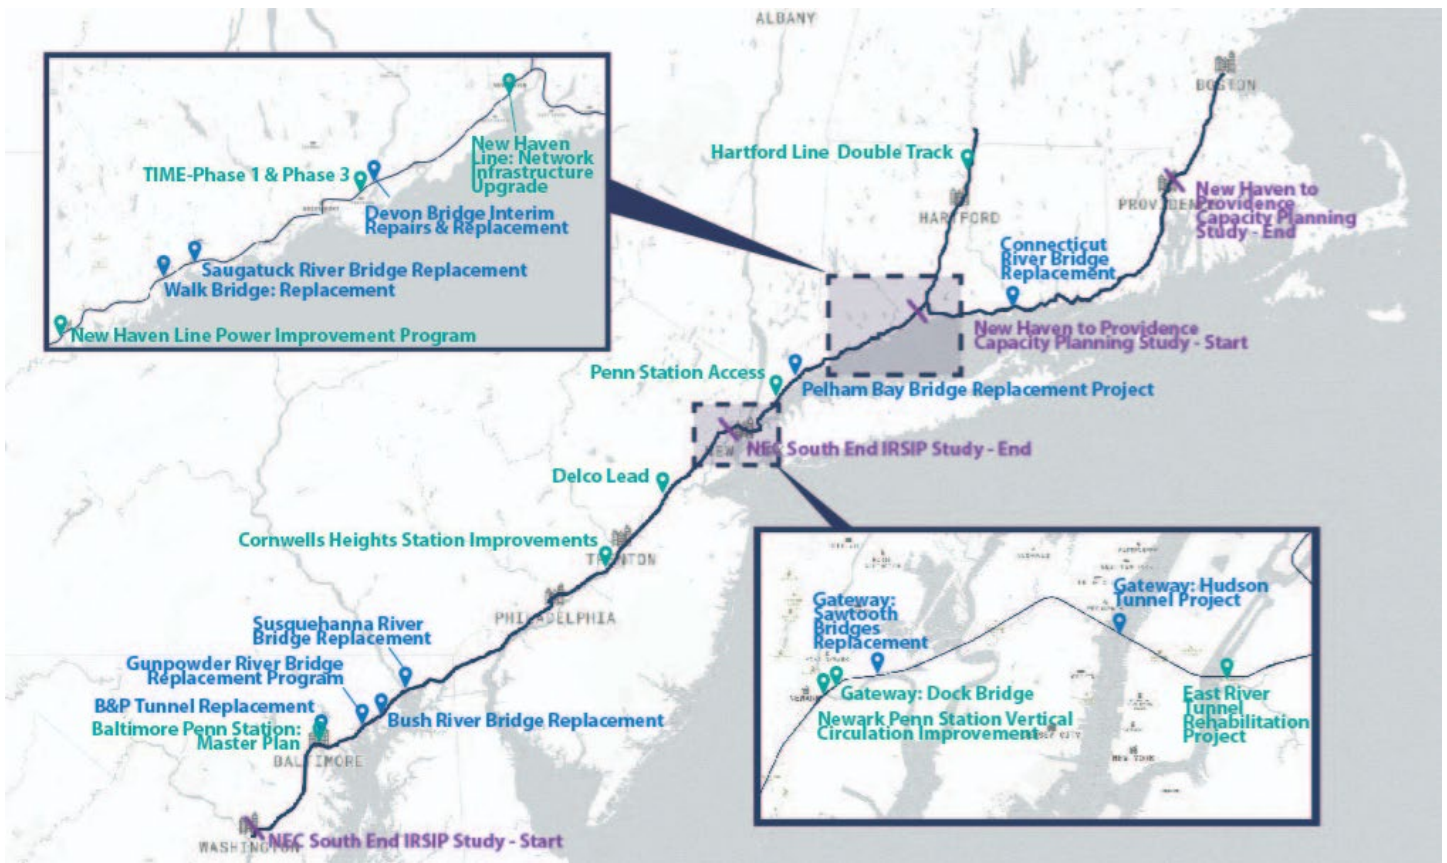 ALBANY
BOSTON
New Haven
Line: Network
Infrastructure
Upgrade
TIME-Phase 1 & Phase 3
Devon Bridge Interim
Repairs & Replacement
Saugatuck River Bridge Replacement
Walk Bridge: Replacement
New Haven Line Power Improvement Program
Hartford Line Double Track
HARTFORD
New Haven to
Providence
Capacity Planning
Study - End
Connecticut
River Bridge
Replacement
New Haven to Providence
Capacity Planning Study - Start
Penn Station Access
Pelham Bay Bridge Replacement Project
NEW
NEC South End IRSIP Study - End
Delco Lead
Cornwells Heights Station Improvements
TRENTON
PHILADELPHIA
Susquehanna River
Bridge Replacement
Gunpowder River Bridge
Replacement Program
B&P Tunnel Replacement
Baltimore Penn Station:
Master Plan
Bush River Bridge Replacement
BALTIMORE
NEC South End IRSIP Study - Start
WASHINGTON
Gateway: Hudson
Tunnel Project
Gateway:
Sawtooth
Bridges
Replacement
NEWARK
Gateway: Dock Bridge
Newark Penn Station Vertical
Circulation Improvement
East River
Tunnel
Rehabilitation
Project
NEW YORK